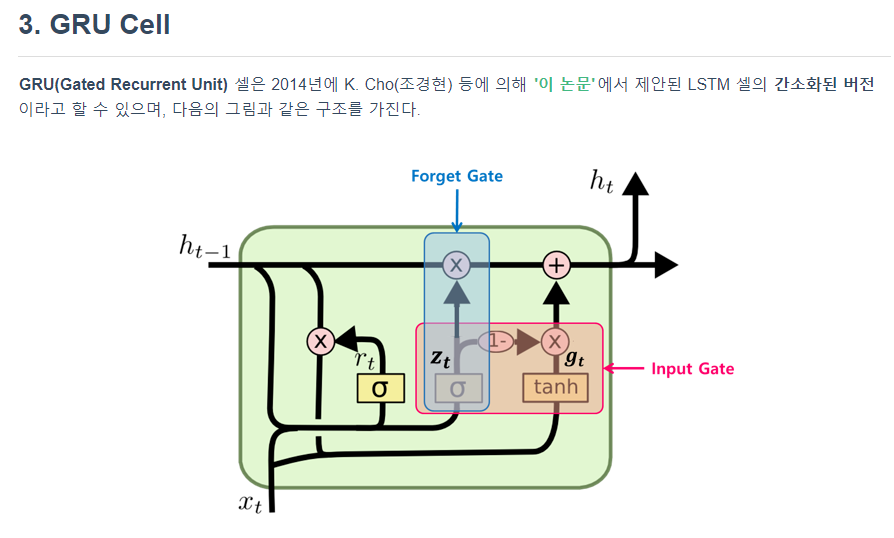 3. GRU Cell
GRU(Gated Recurrent Unit) 셀은 2014년에 K. Cho(조경현) 등에 의해 '이 논문'에서 제안된 LSTM 셀의 간소화된 버전
이라고 할 수 있으며, 다음의 그림과 같은 구조를 가진다.
Forget Gate
h_t
h_{t-1}
x
+
x
1-
x
r_t
z_t
g_t
Input Gate
σ
σ
tanh
x_t